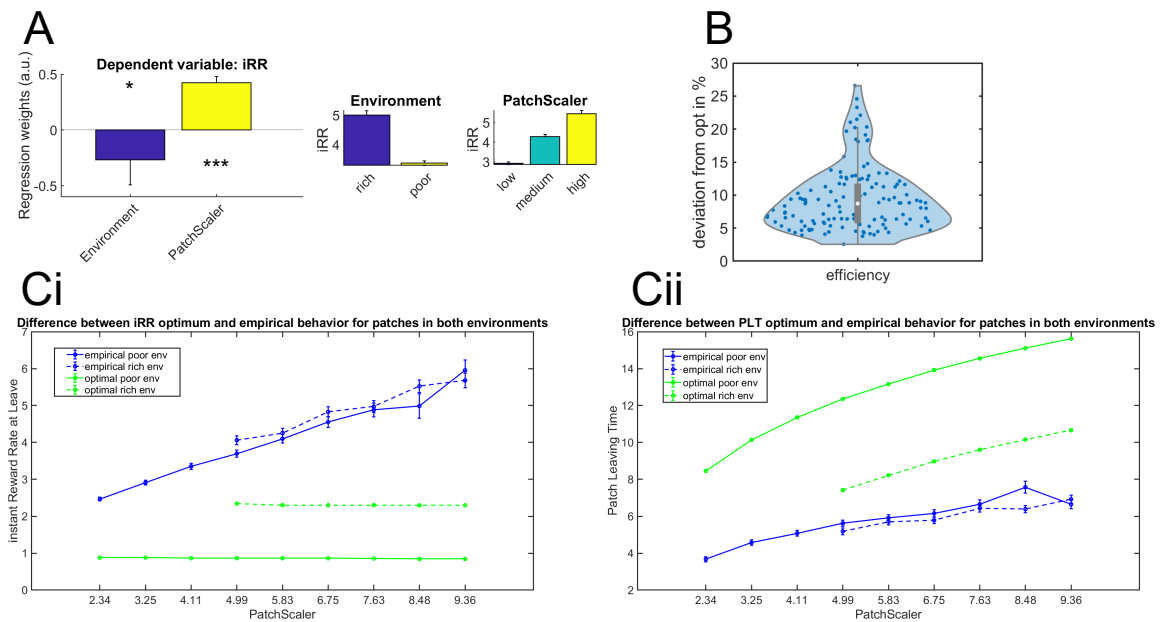 A
Dependent variable: iRR
Regression weights (a.u.)
0.5
0
-0.5
*
***
Environment
PatchScaler
Environment
iRR
5
4
rich
poor
PatchScaler
iRR
5
4
3
low
medium
high
B
deviation from opt in %
30
25
20
15
10
5
0
efficiency
Ci
Difference between iRR optimum and empirical behavior for patches in both environments
instant Reward Rate at Leave
7
6
5
4
3
2
1
0
empirical poor env
empirical rich env
optimal poor env
optimal rich env
2.34 3.25 4.11 4.99 5.83 6.75 7.63 8.48 9.36
PatchScaler
Cii
Difference between PLT optimum and empirical behavior for patches in both environments
Patch Leaving Time
16
14
12
10
8
6
4
2
empirical poor env
empirical rich env
optimal poor env
optimal rich env
2.34 3.25 4.11 4.99 5.83 6.75 7.63 8.48 9.36
PatchScaler